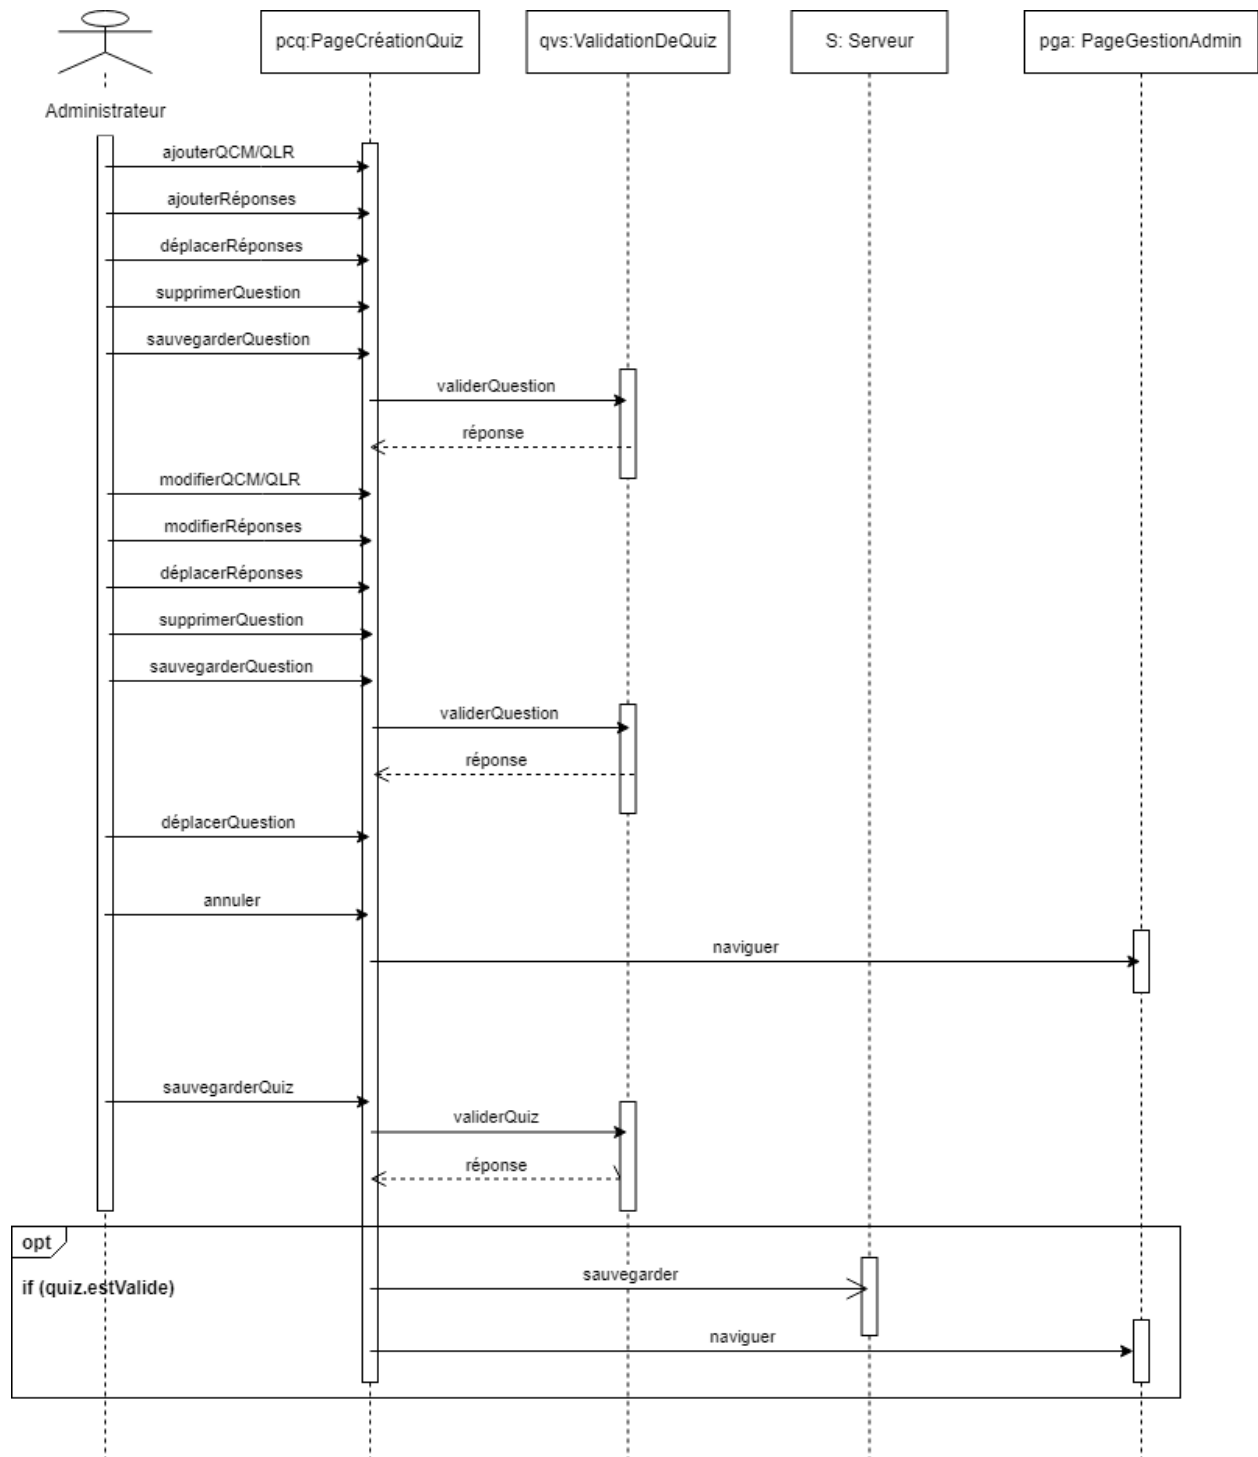 pcq:PageCréationQuiz
qvs:ValidationDeQuiz
S: Serveur
pga: PageGestionAdmin
Administrateur
ajouterQCM/QLR
ajouterRéponses
déplacerRéponses
supprimerQuestion
sauvegarderQuestion
validerQuestion
réponse
modifierQCM/QLR
modifierRéponses
déplacerRéponses
supprimerQuestion
sauvegarderQuestion
validerQuestion
réponse
déplacerQuestion
annuler
naviguer
sauvegarderQuiz
validerQuiz
réponse
opt
sauvegarder
if (quiz.estValide)
naviguer